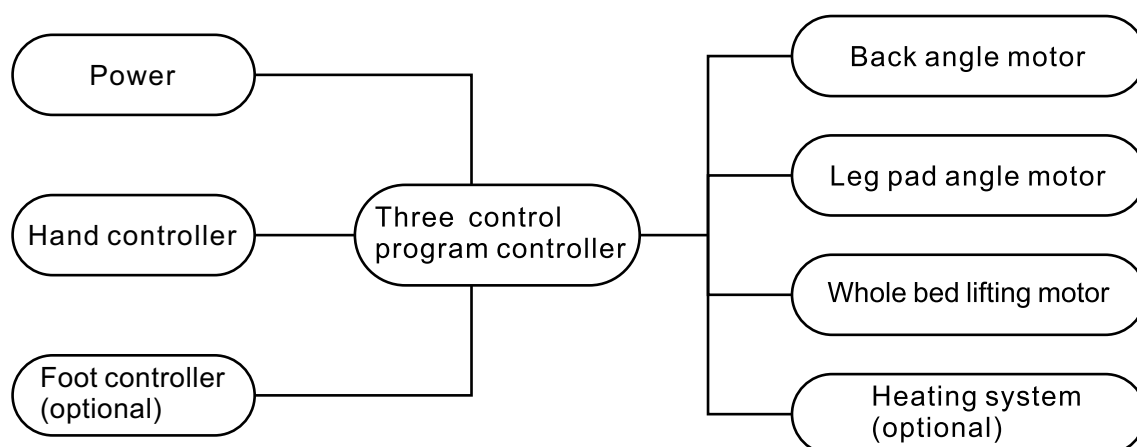 Power
Hand controller
Foot controller
(optional)
Three control
program controller
Back angle motor
Leg pad angle motor
Whole bed lifting motor
Heating system
(optional)